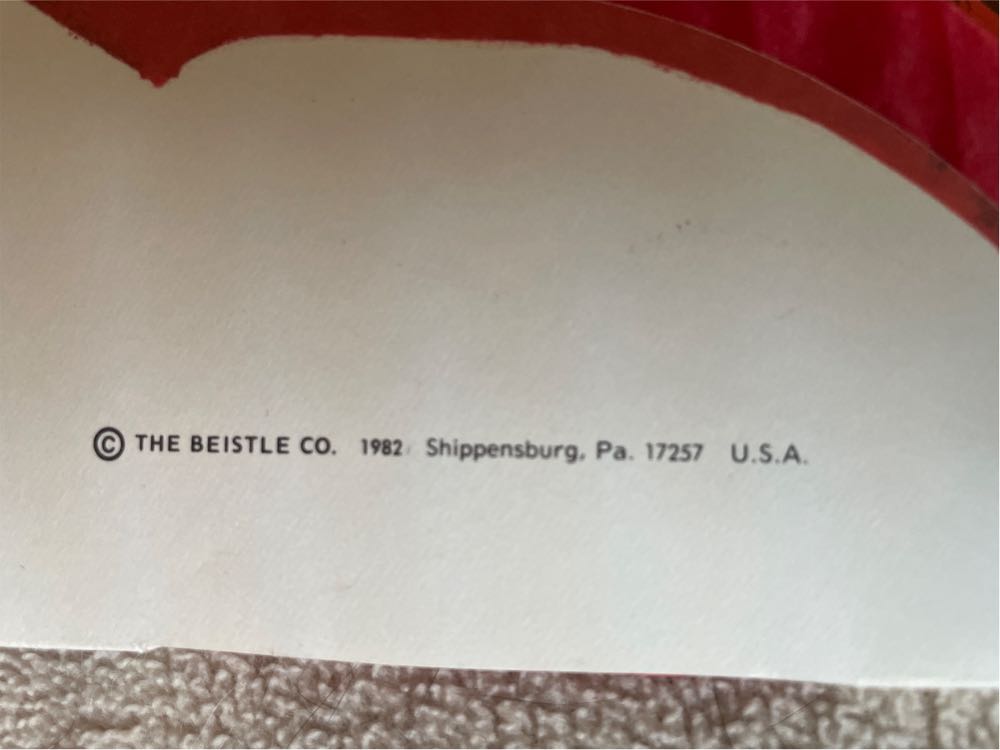 © THE BEISTLE CO. 1982 Shippensburg, Pa. 17257 U.S.A.